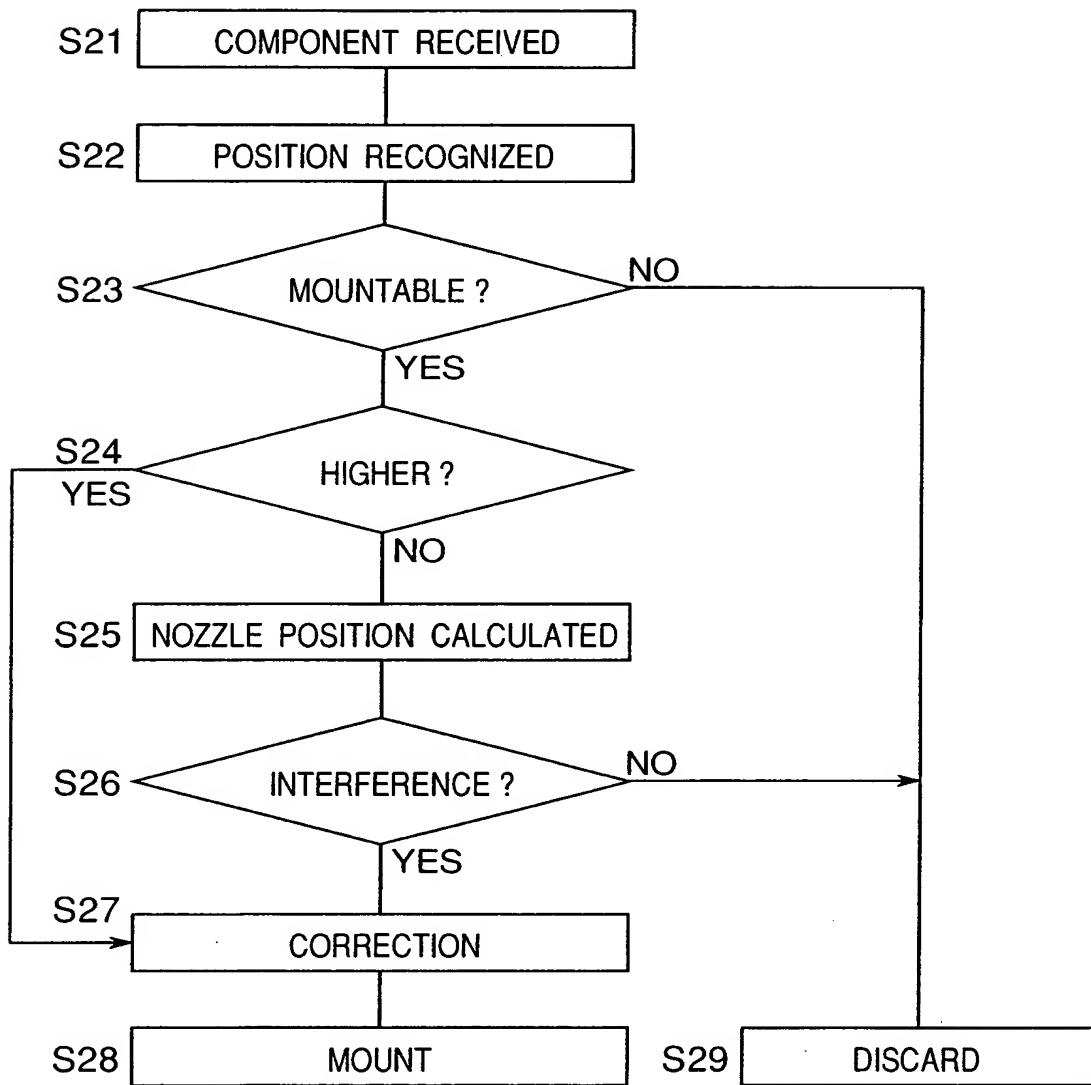 S21 COMPONENT RECEIVED
S22 POSITION RECOGNIZED
S23 MOUNTABLE ? NO
YES
S24 HIGHER ?
YES
NO
S25 NOZZLE POSITION CALCULATED
S26 INTERFERENCE ? NO
YES
S27 CORRECTION
S28 MOUNT
S29 DISCARD